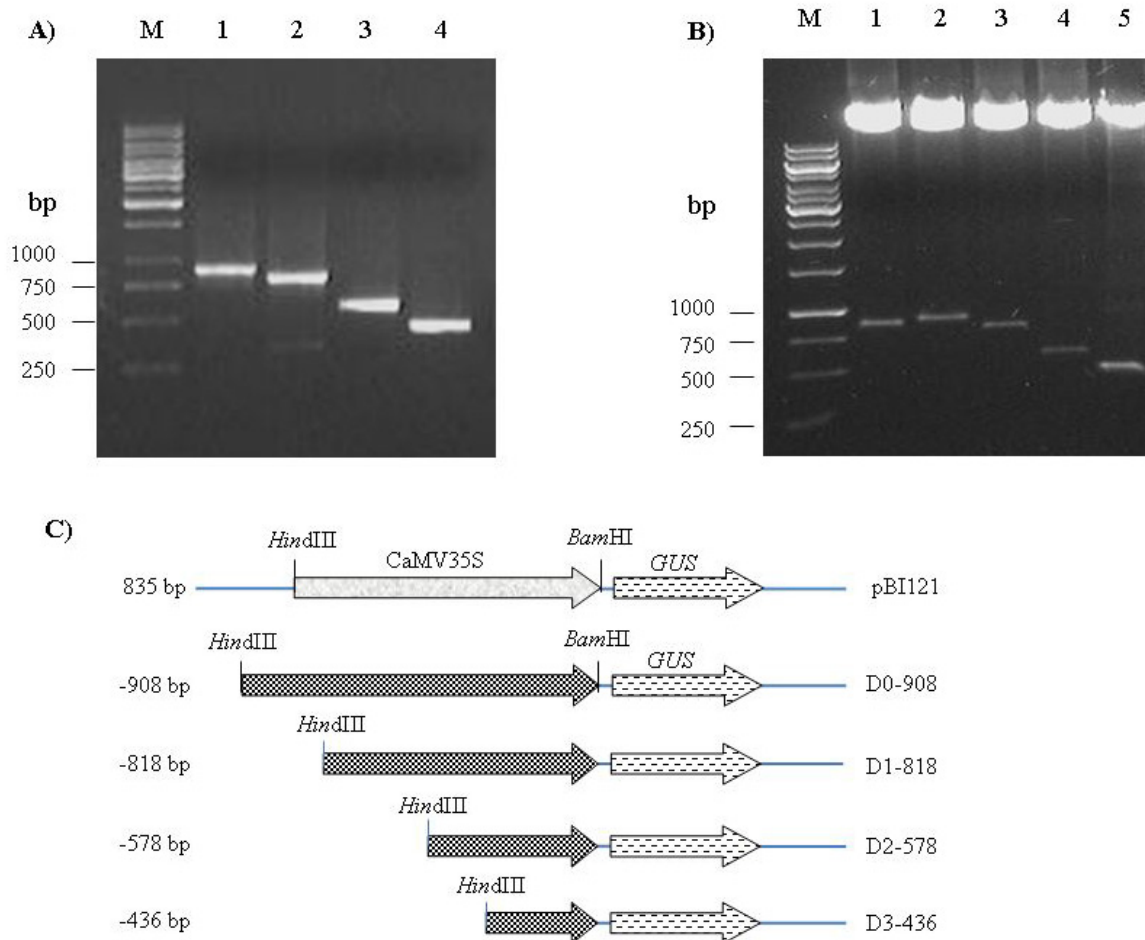 A) M 1 2 3 4
bp
1000
750
500
250
B) M 1 2 3 4 5
bp
1000
750
500
250
C)
HindIII CaMV35S BamHI GUS
835 bp pBI121
HindIII BamHI GUS
-908 bp D0-908
HindIII
-818 bp D1-818
HindIII
-578 bp D2-578
HindIII
-436 bp D3-436